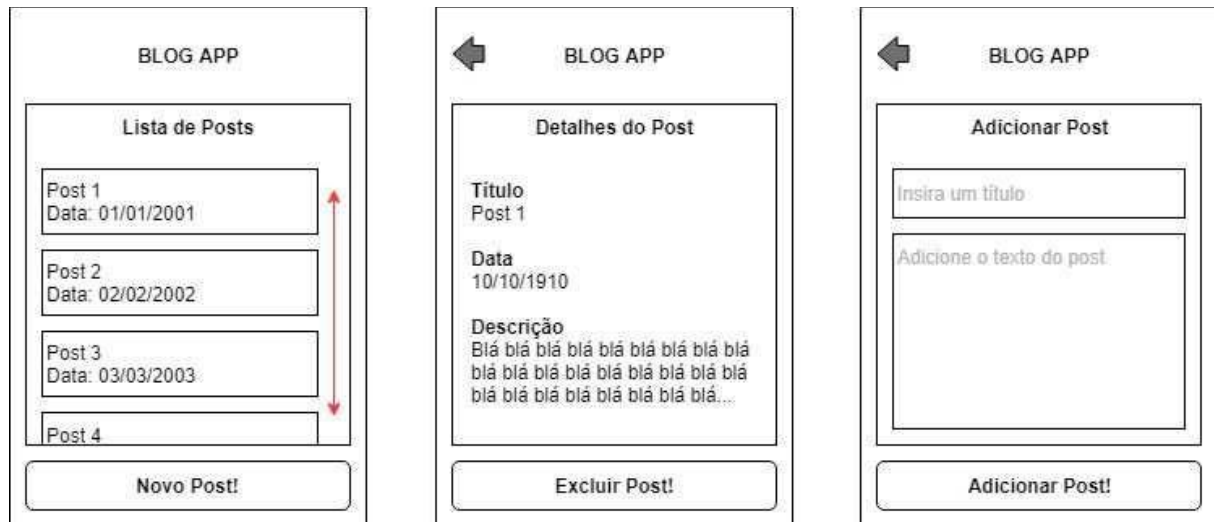 BLOG APP
Lista de Posts
Post 1
Data: 01/01/2001
Post 2
Data: 02/02/2002
Post 3
Data: 03/03/2003
Post 4
Novo Post!
BLOG APP
Detalhes do Post
Título
Post 1
Data
10/10/1910
Descrição
Blá blá blá blá blá blá blá blá blá
blá blá blá blá blá blá blá blá blá
blá blá blá blá blá blá blá blá...
Excluir Post!
BLOG APP
Adicionar Post
Insira um título
Adicione o texto do post
Adicionar Post!